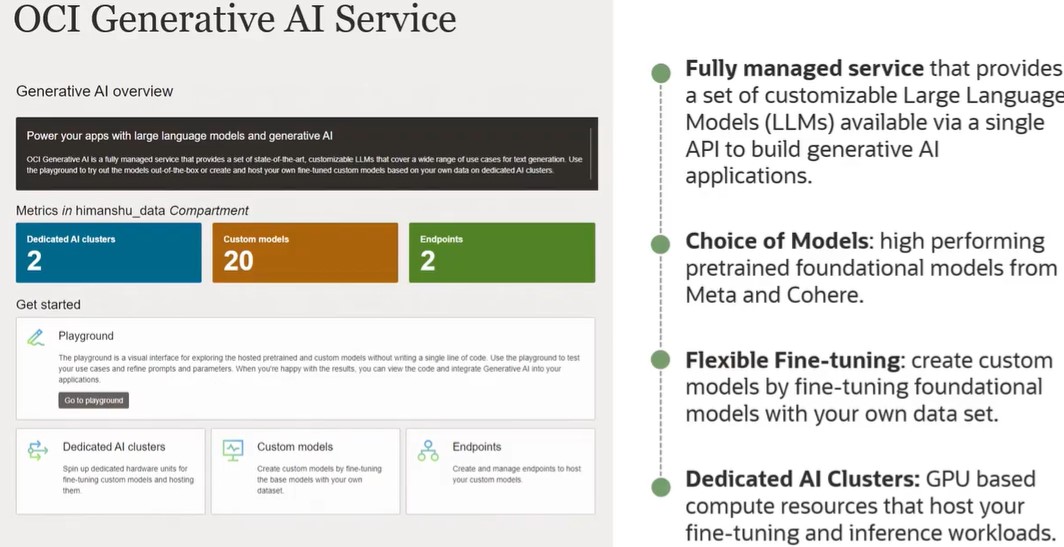 OCI Generative AI Service
Generative AI overview
Power your apps with large language models and generative AI
OCI Generative AI is a fully managed service that provides a set of state-of-the-art, customizable LLMs that cover a wide range of use cases for text generation. Use
the playground to try out the models out-of-the-box or create and host your own fine-tuned custom models based on your own data on dedicated AI clusters.
Metrics in himanshu_data Compartment
Dedicated AI clusters
2
Custom models
20
Endpoints
2
Get started
Playground
The playground is a visual interface for exploring the hosted pretrained and custom models without writing a single line of code. Use the playground to test
your use cases and refine prompts and parameters. When you're happy with the results, you can view the code and integrate Generative AI into your
applications.
Go to playground
Dedicated AI clusters
Spin up dedicated hardware units for
fine-tuning custom models and hosting
them.
Custom models
Create custom models by fine-tuning
the base models with your own
dataset.
Endpoints
Create and manage endpoints to host
your custom models.
Fully managed service that provides
a set of customizable Large Language
Models (LLMs) available via a single
API to build generative AI
applications.
Choice of Models: high performing
pretrained foundational models from
Meta and Cohere.
Flexible Fine-tuning: create custom
models by fine-tuning foundational
models with your own data set.
Dedicated AI Clusters: GPU based
compute resources that host your
fine-tuning and inference workloads.